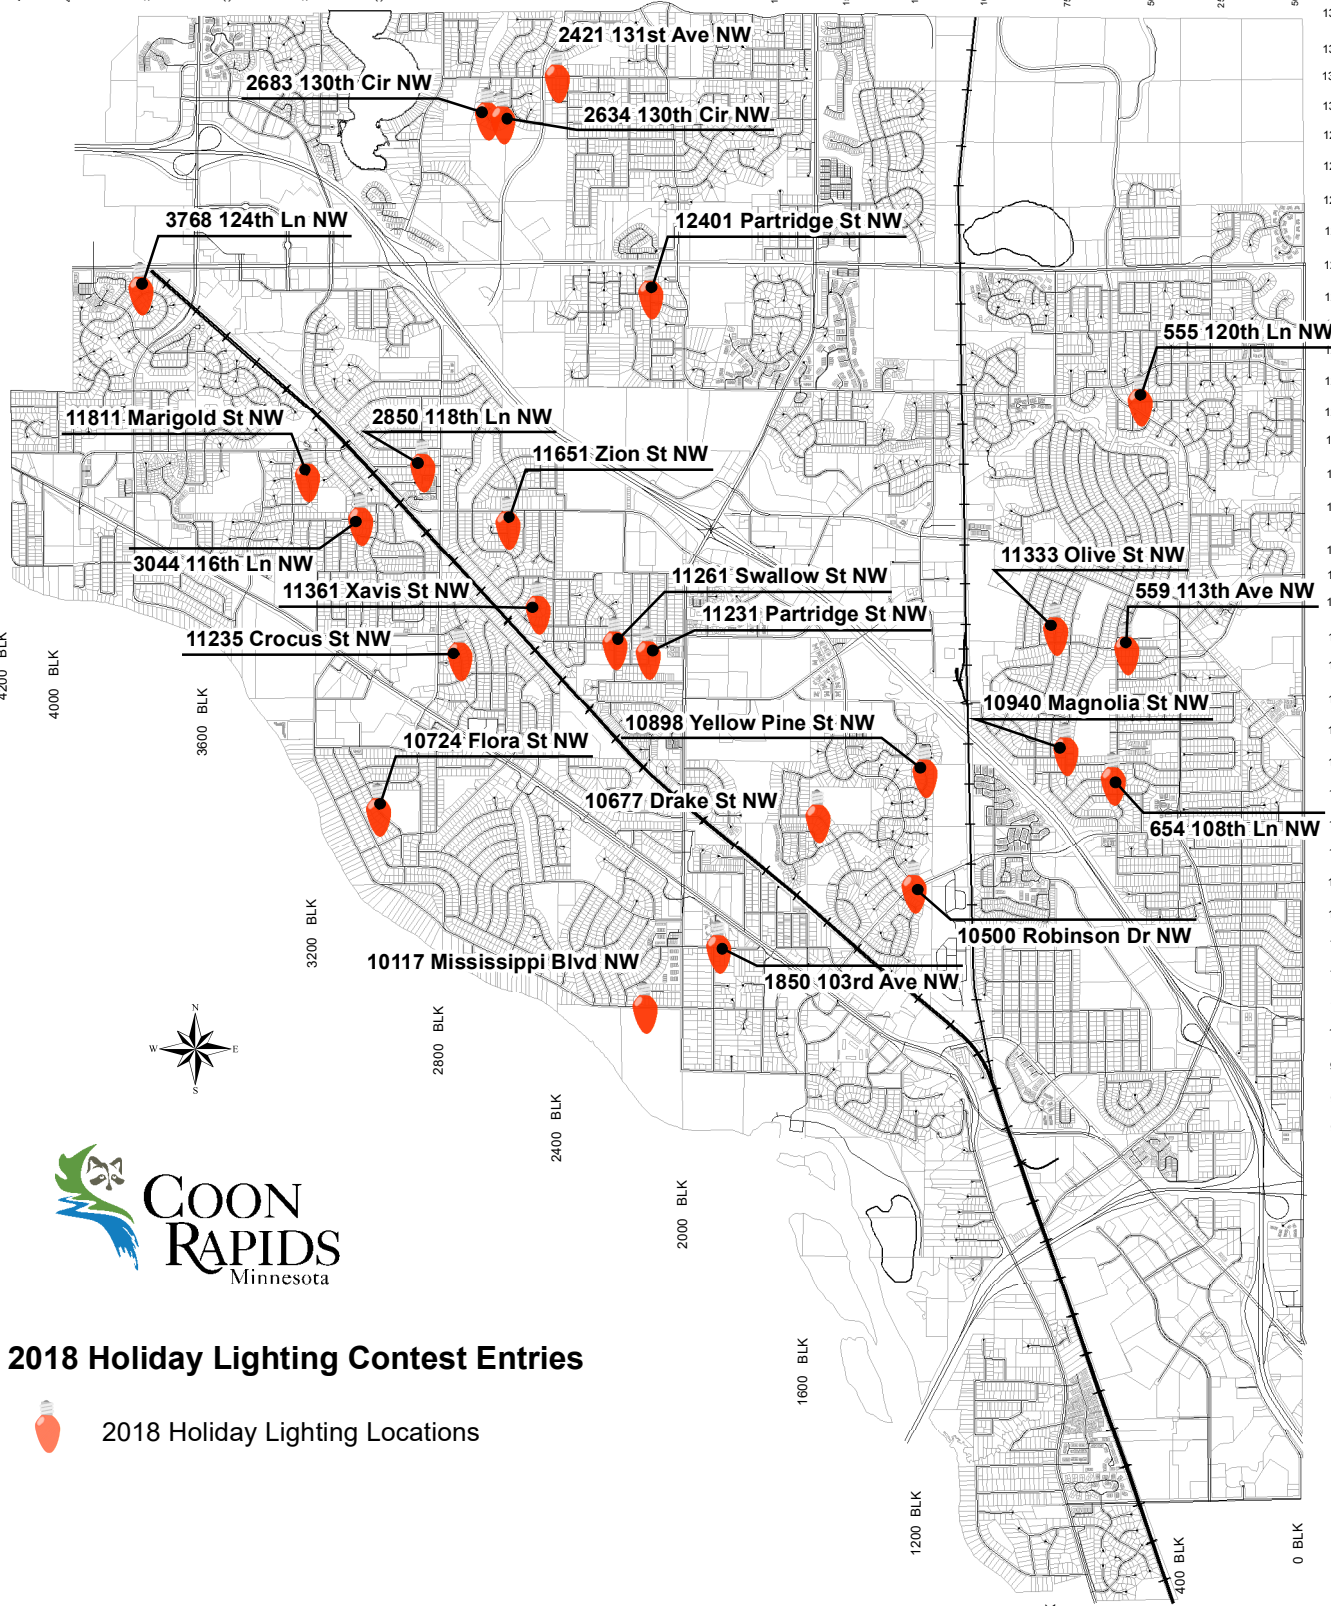 2421 131st Ave NW
2683 130th Cir NW
2634 130th Cir NW
3768 124th Ln NW
12401 Partridge St NW
555 120th Ln NW
11811 Marigold St NW
2850 118th Ln NW
11651 Zion St NW
3044 116th Ln NW
11333 Olive St NW
11261 Swallow St NW
11361 Xavis St NW
559 113th Ave NW
11231 Partridge St NW
11235 Crocus St NW
4200 BLK
4000 BLK
3600 BLK
10940 Magnolia St NW
10898 Yellow Pine St NW
10724 Flora St NW
10677 Drake St NW
654 108th Ln NW
3200 BLK
10500 Robinson Dr NW
10117 Mississippi Blvd NW
1850 103rd Ave NW
N
W E
S
2800 BLK
2400 BLK
2000 BLK
COON
RAPIDS
Minnesota
1600 BLK
2018 Holiday Lighting Contest Entries
2018 Holiday Lighting Locations
1200 BLK
400 BLK
0 BLK